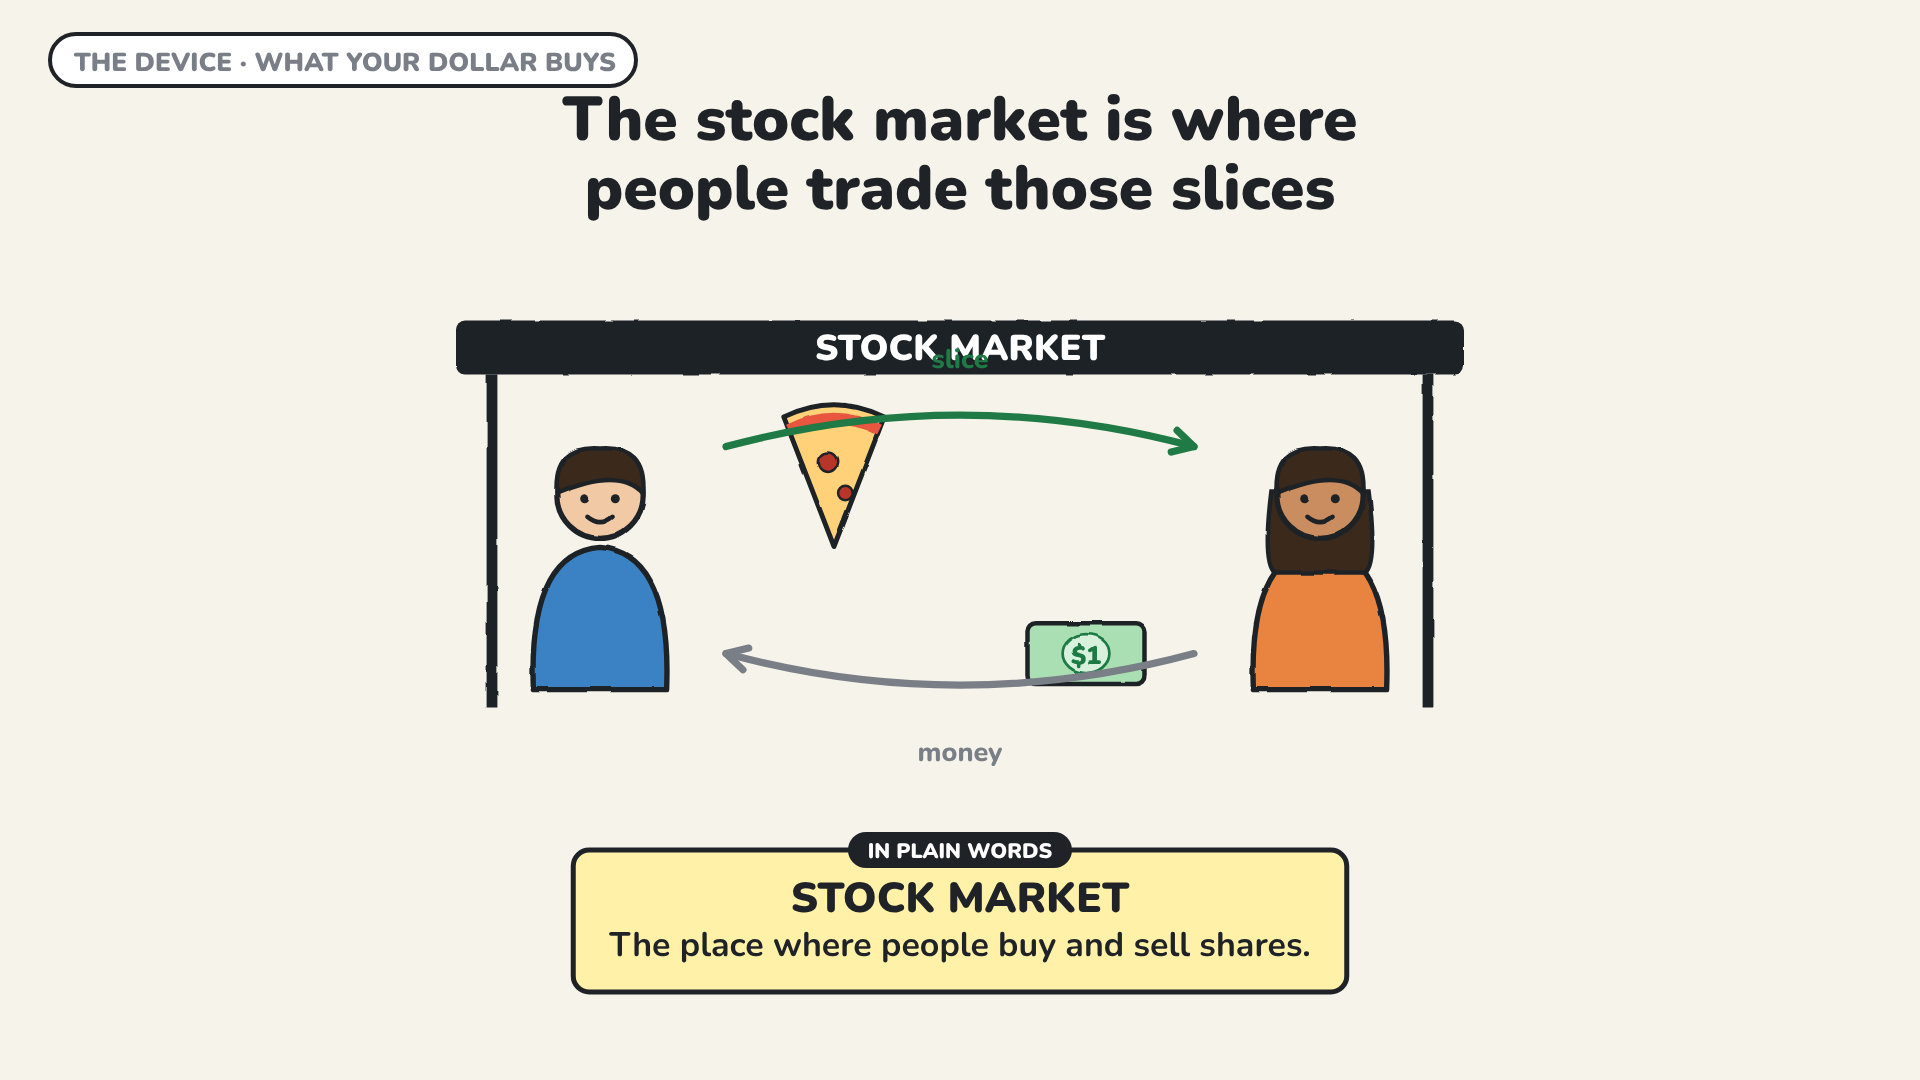 THE DEVICE · WHAT YOUR DOLLAR BUYS
The stock market is where
people trade those slices
STOCK MARKET
slice
$1
money
IN PLAIN WORDS
STOCK MARKET
The place where people buy and sell shares.